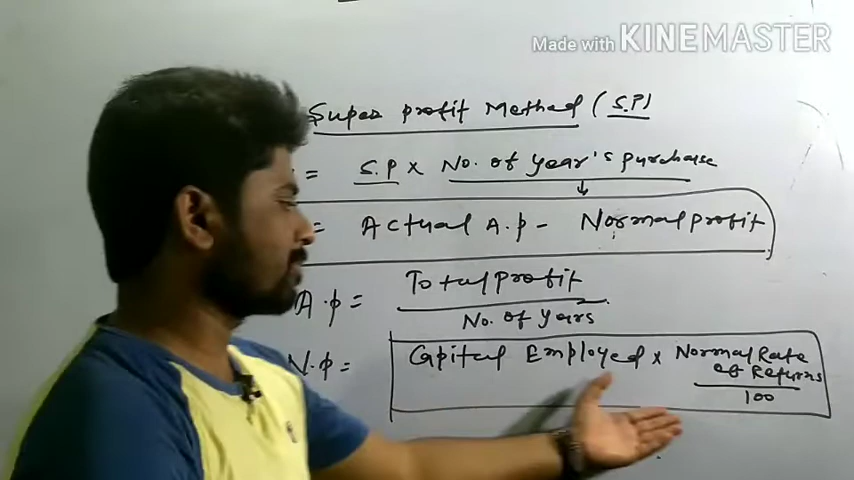 Made with KINEMASTER
Super profit Method (S.P)
= S.P × No. of year's purchase
= Actual A.p - Normal profit
A.p = Total profit
No. of years
N.p = Capital Employed × Normal Rate
of Returns
100